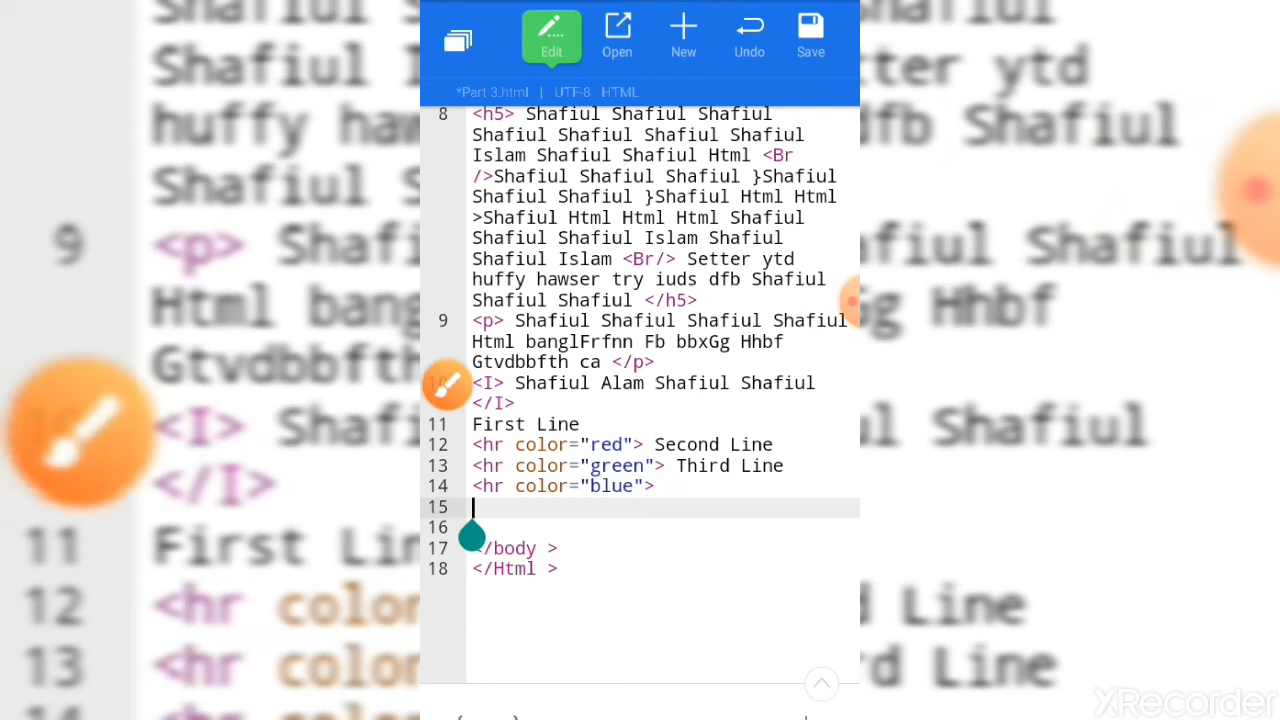 Edit Open New Undo Save
*Part 3.html | UTF-8 HTML
8 <h5> Shafiul Shafiul Shafiul
Shafiul Shafiul Shafiul Shafiul
Islam Shafiul Shafiul Html <Br
/>Shafiul Shafiul Shafiul }Shafiul
Shafiul Shafiul }Shafiul Html Html
>Shafiul Html Html Html Shafiul
Shafiul Shafiul Islam Shafiul
Shafiul Islam <Br/> Setter ytd
huffy hawser try iuds dfb Shafiul
Shafiul Shafiul </h5>
9 <p> Shafiul Shafiul Shafiul Shafiul
Html banglFrfnn Fb bbxGg Hhbf
Gtvdbbfth ca </p>
<I> Shafiul Alam Shafiul Shafiul
</I>
11 First Line
12 <hr color="red"> Second Line
13 <hr color="green"> Third Line
14 <hr color="blue">
15
16
17 </body >
18 </Html >
XRecorder